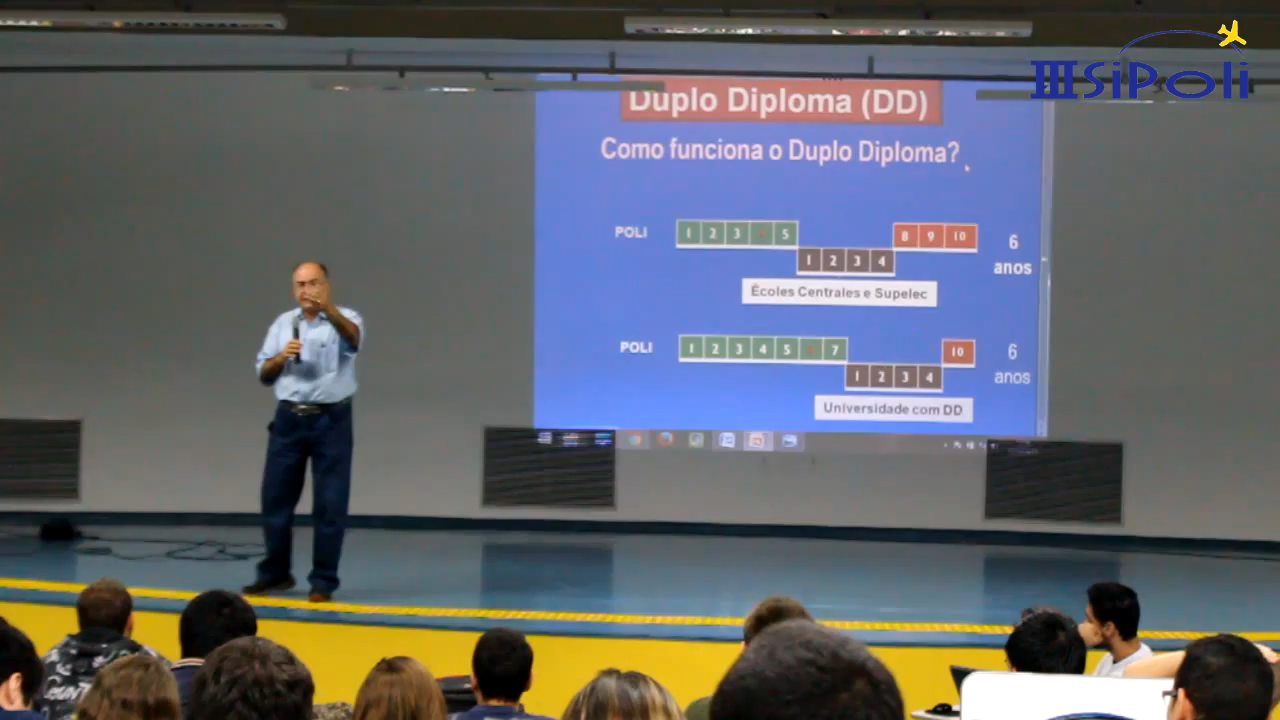 IIISiPoli
Duplo Diploma (DD)
Como funciona o Duplo Diploma?
POLI 1 2 3 4 5 8 9 10 6 anos
1 2 3 4
Écoles Centrales e Supelec
POLI 1 2 3 4 5 7 10 6 anos
1 2 3 4
Universidade com DD